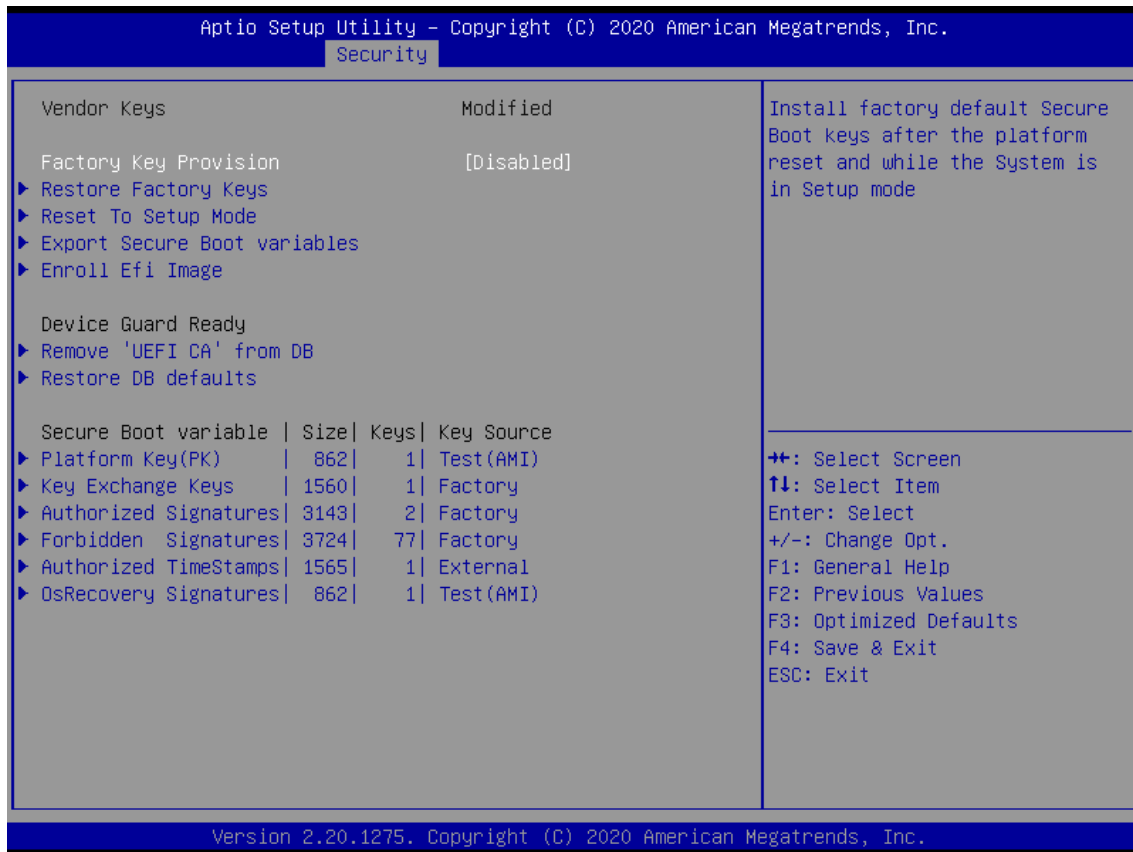 Aptio Setup Utility – Copyright (C) 2020 American Megatrends, Inc.
Security
Vendor Keys Modified
Factory Key Provision [Disabled]
► Restore Factory Keys
► Reset To Setup Mode
► Export Secure Boot variables
► Enroll Efi Image
Device Guard Ready
► Remove 'UEFI CA' from DB
► Restore DB defaults
Secure Boot variable | Size| Keys| Key Source
► Platform Key(PK) | 862| 1| Test(AMI)
► Key Exchange Keys | 1560| 1| Factory
► Authorized Signatures| 3143| 2| Factory
► Forbidden Signatures| 3724| 77| Factory
► Authorized TimeStamps| 1565| 1| External
► OsRecovery Signatures| 862| 1| Test(AMI)
Install factory default Secure
Boot keys after the platform
reset and while the System is
in Setup mode
→←: Select Screen
↑↓: Select Item
Enter: Select
+/-: Change Opt.
F1: General Help
F2: Previous Values
F3: Optimized Defaults
F4: Save & Exit
ESC: Exit
Version 2.20.1275. Copyright (C) 2020 American Megatrends, Inc.